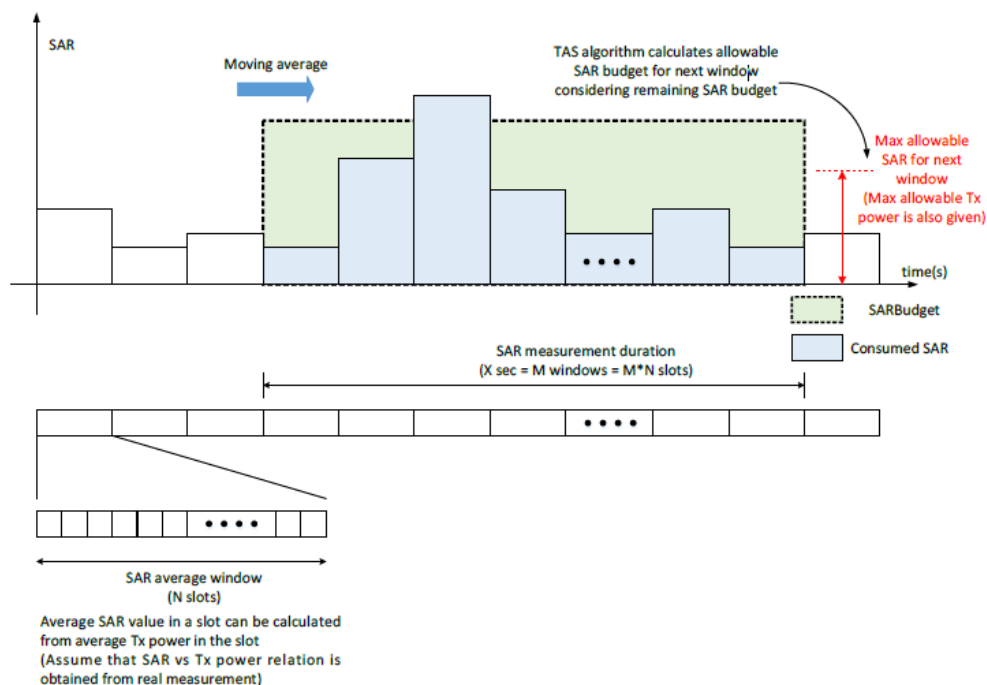 SAR
Moving average
TAS algorithm calculates allowable
SAR budget for next window
considering remaining SAR budget
Max allowable
SAR for next
window
(Max allowable Tx
power is also given)
time(s)
SARBudget
Consumed SAR
SAR measurement duration
(X sec = M windows = M*N slots)
SAR average window
(N slots)
Average SAR value in a slot can be calculated
from average Tx power in the slot
(Assume that SAR vs Tx power relation is
obtained from real measurement)